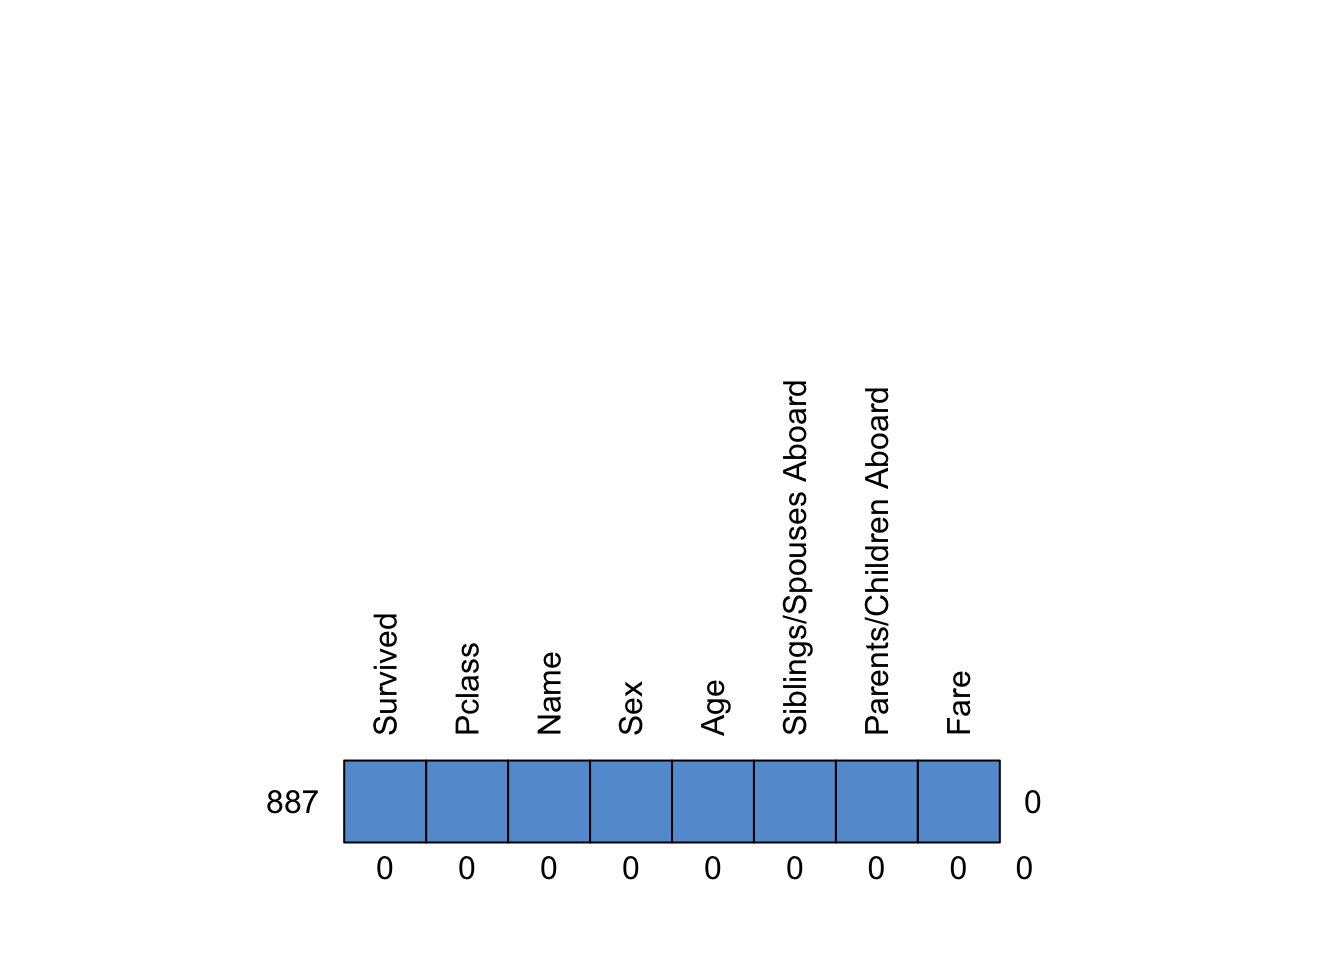 Survived
Pclass
Name
Sex
Age
Siblings/Spouses Aboard
Parents/Children Aboard
Fare
887 0
0 0 0 0 0 0 0 0 0